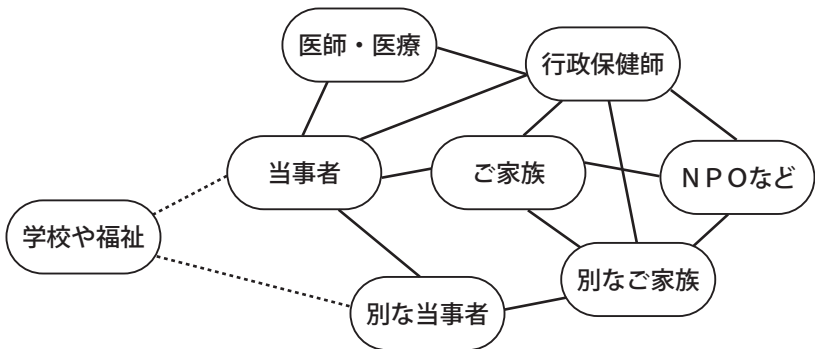 医師・医療
行政保健師
当事者
ご家族
ＮＰＯなど
学校や福祉
別なご家族
別な当事者